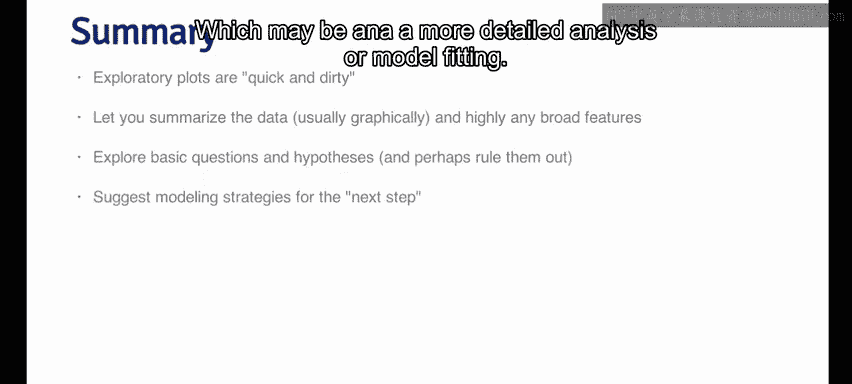 Summary
Which may be ana a more detailed analysis
or model fitting.
· Exploratory plots are "quick and dirty"
· Let you summarize the data (usually graphically) and highly any broad features
· Explore basic questions and hypotheses (and perhaps rule them out)
· Suggest modeling strategies for the "next step"